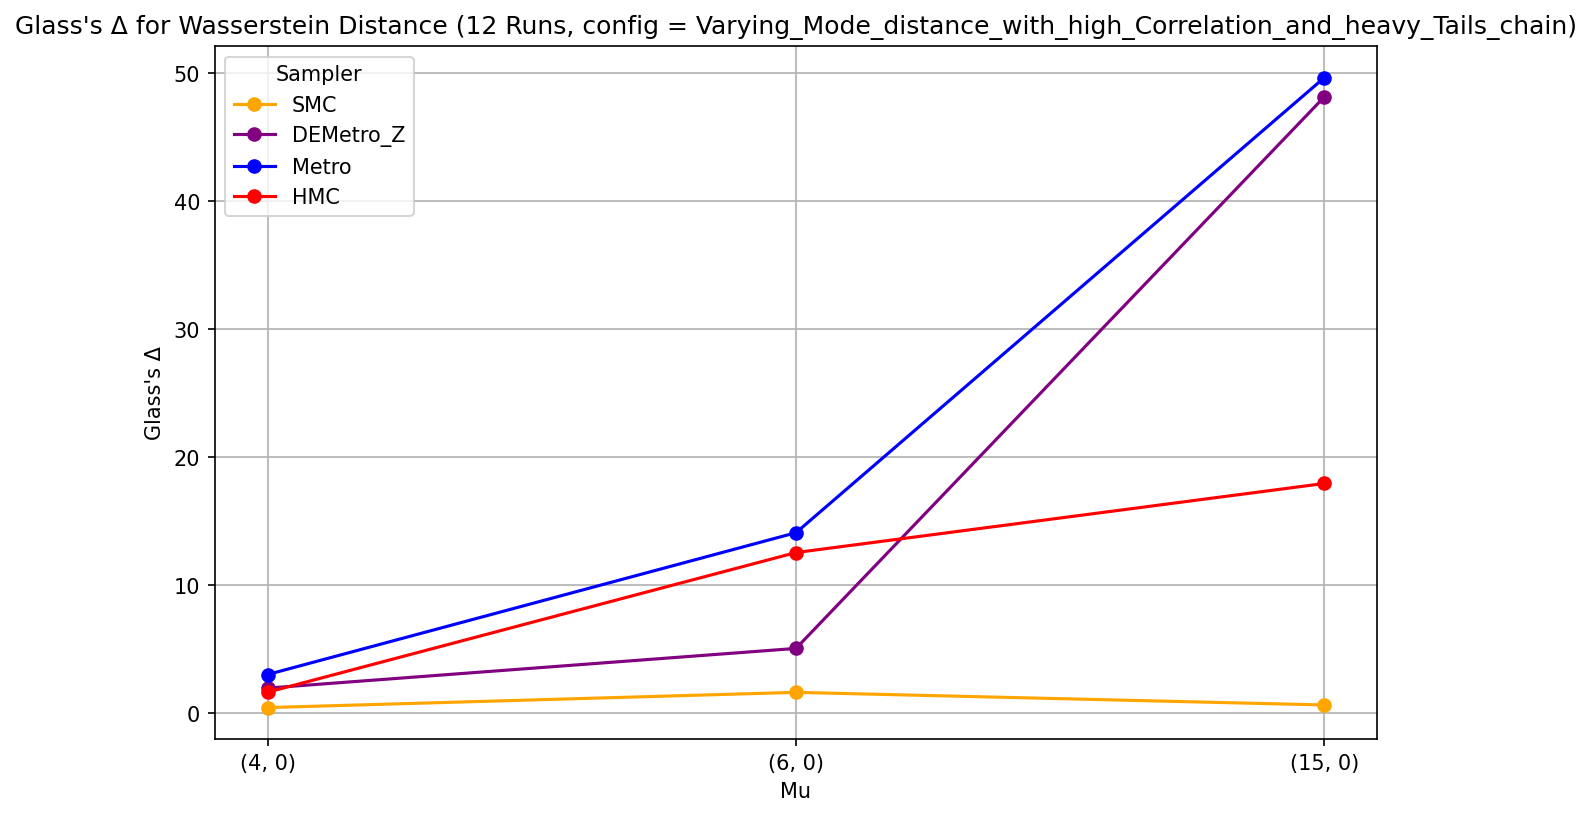 Glass's Δ for Wasserstein Distance (12 Runs, config = Varying_Mode_distance_with_high_Correlation_and_heavy_Tails_chain)
Sampler
SMC
DEMetro_Z
Metro
HMC
Glass's Δ
50
40
30
20
10
0
(4, 0) (6, 0) (15, 0)
Mu